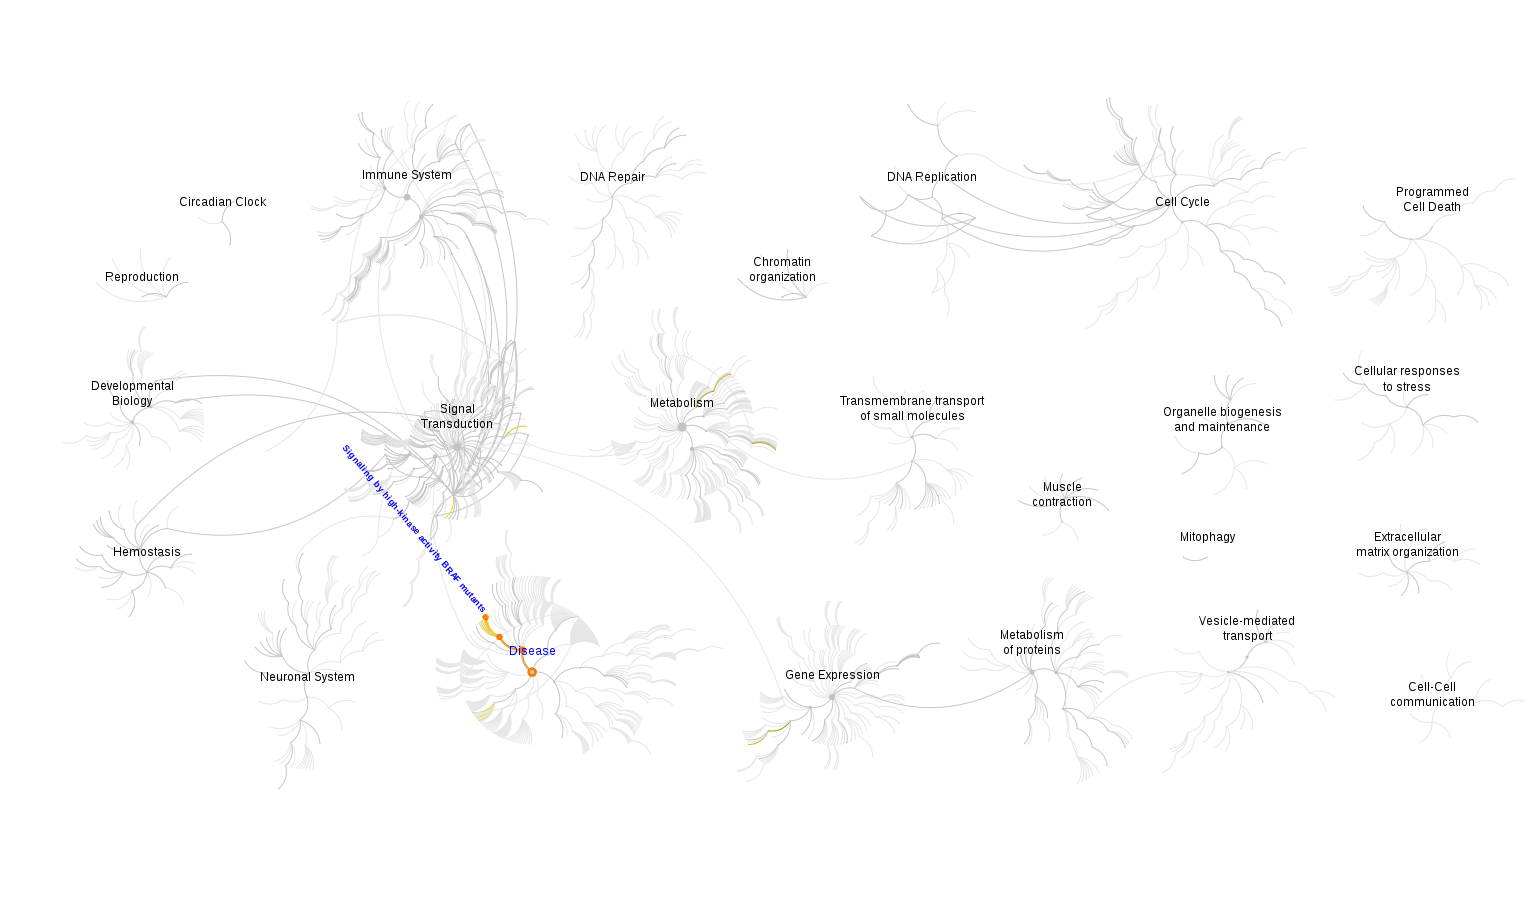 Immune System
DNA Repair
DNA Replication
Cell Cycle
Programmed
Cell Death
Circadian Clock
Reproduction
Chromatin
organization
Developmental
Biology
Signal
Transduction
Metabolism
Transmembrane transport
of small molecules
Organelle biogenesis
and maintenance
Cellular responses
to stress
Signaling by high-kinase activity BRAF mutants
Muscle
contraction
Hemostasis
Mitophagy
Extracellular
matrix organization
Disease
Neuronal System
Gene Expression
Metabolism
of proteins
Vesicle-mediated
transport
Cell-Cell
communication